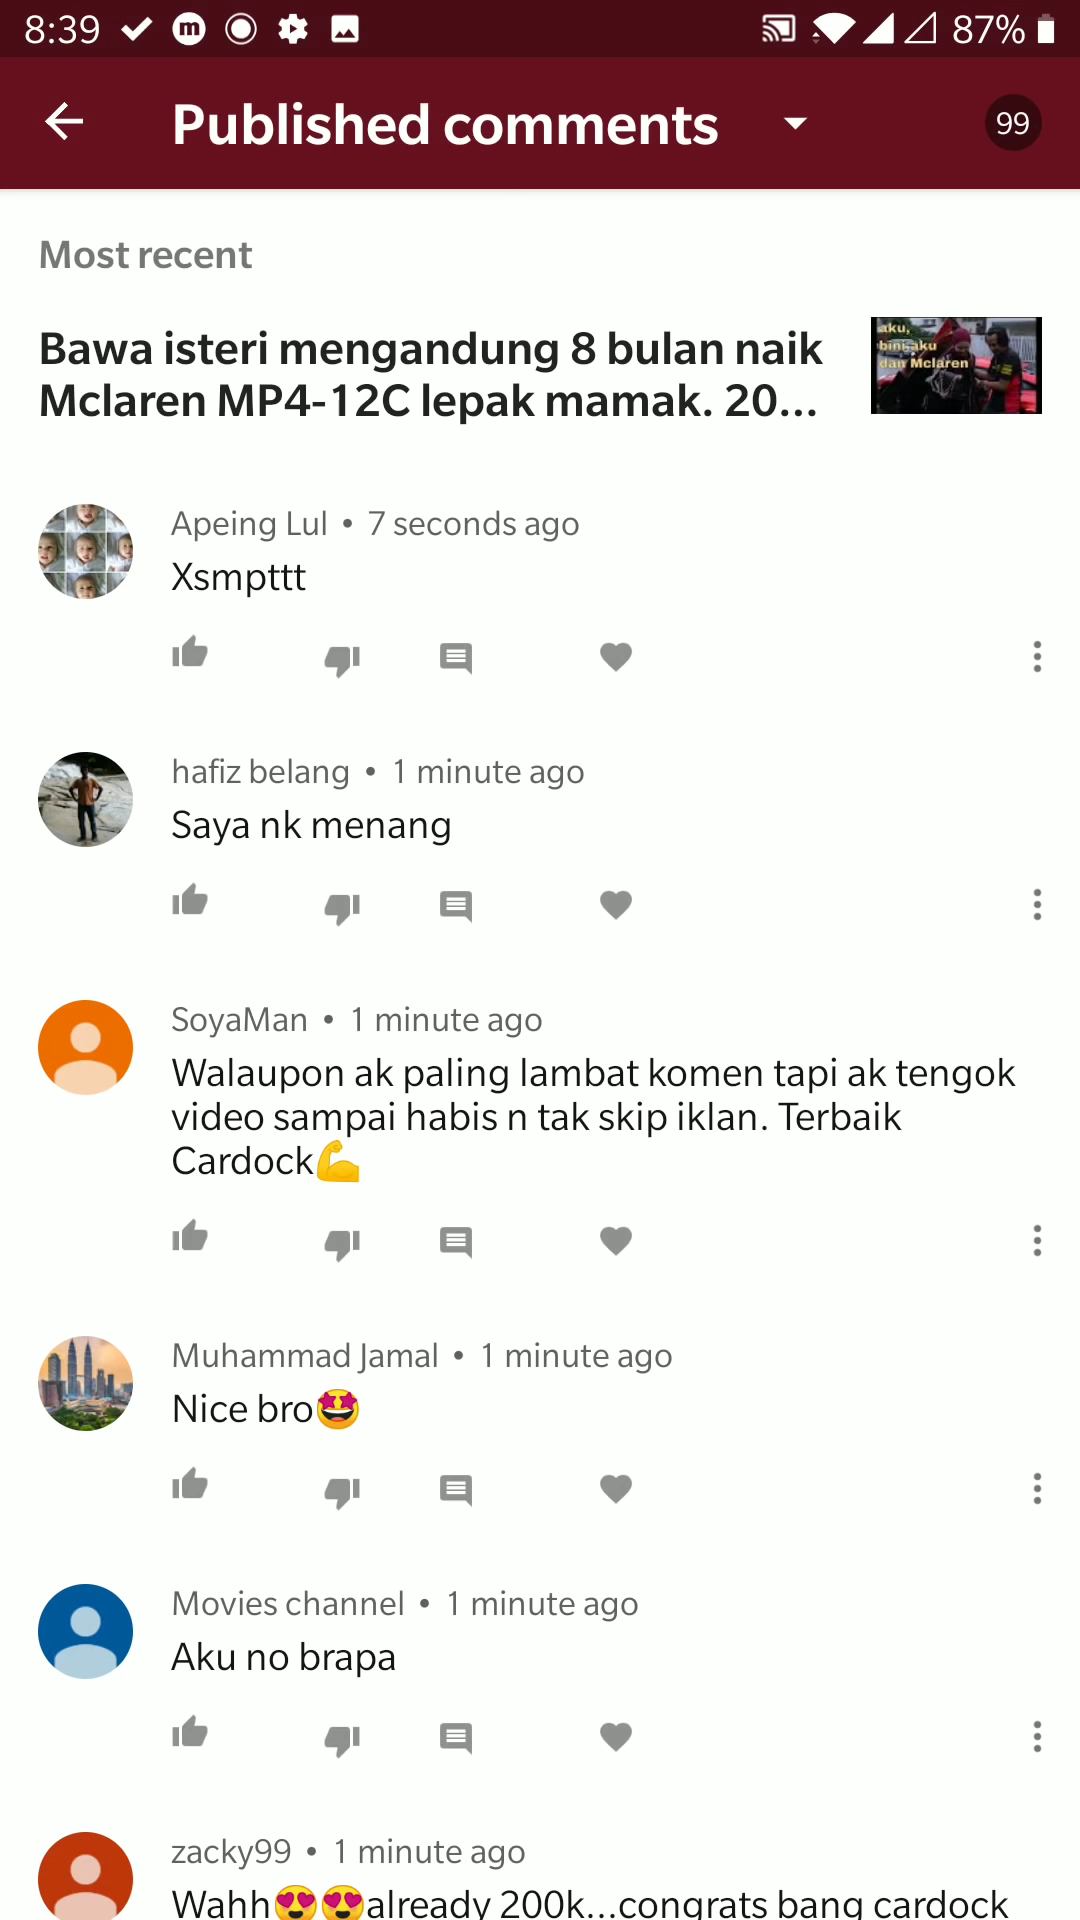 8:39
87%
Published comments
99
Most recent
Bawa isteri mengandung 8 bulan naik
Mclaren MP4-12C lepak mamak. 20...
aku,
bini aku
dan Mclaren
Apeing Lul • 7 seconds ago
Xsmpttt
hafiz belang • 1 minute ago
Saya nk menang
SoyaMan • 1 minute ago
Walaupon ak paling lambat komen tapi ak tengok
video sampai habis n tak skip iklan. Terbaik
Cardock💪
Muhammad Jamal • 1 minute ago
Nice bro🤩
Movies channel • 1 minute ago
Aku no brapa
zacky99 • 1 minute ago
Wahh😍😍already 200k...congrats bang cardock